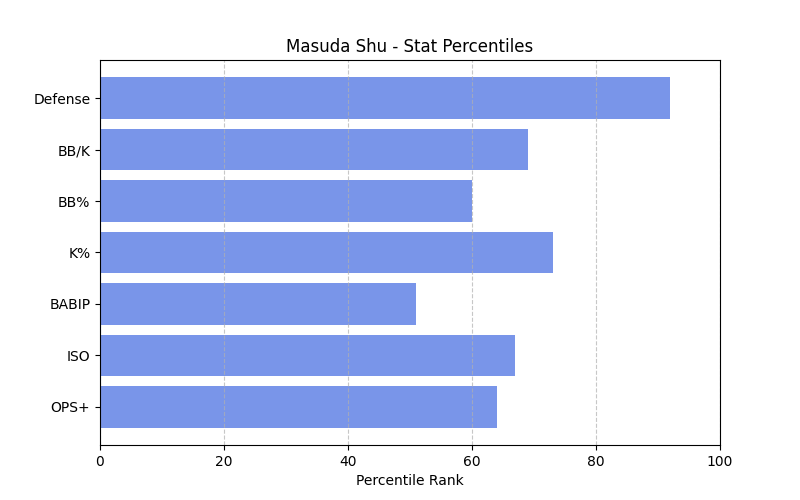 Masuda Shu - Stat Percentiles
Defense
BB/K
BB%
K%
BABIP
ISO
OPS+
0 20 40 60 80 100
Percentile Rank